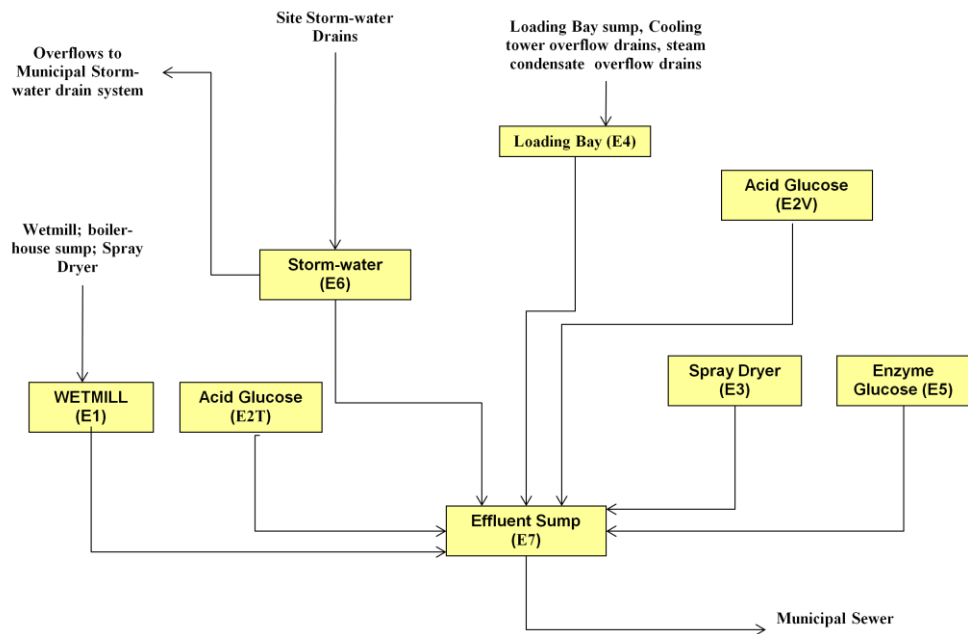 Site Storm-water
Drains
Loading Bay sump, Cooling
tower overflow drains, steam
condensate overflow drains
Overflows to
Municipal Storm-
water drain system
Loading Bay (E4)
Acid Glucose
(E2V)
Wetmill; boiler-
house sump; Spray
Dryer
Storm-water
(E6)
WETMILL
(E1)
Acid Glucose
(E2T)
Spray Dryer
(E3)
Enzyme
Glucose (E5)
Effluent Sump
(E7)
Municipal Sewer